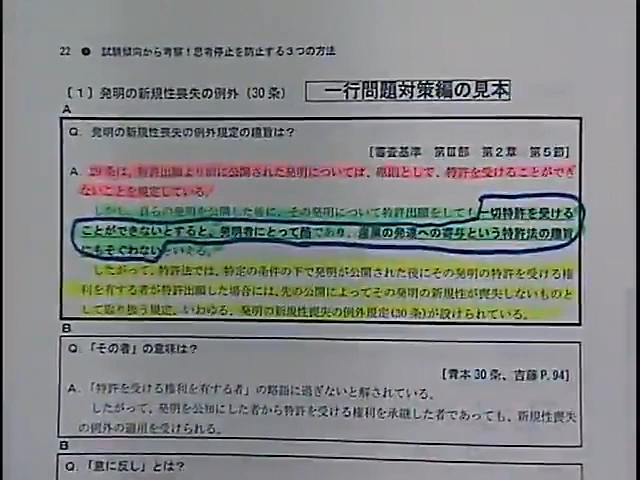 22 ● 試験傾向から考察！思考停止を防止する３つの方法
〔１〕発明の新規性喪失の例外（30条） 一行問題対策編の見本
A
Q. 発明の新規性喪失の例外規定の趣旨は？
［審査基準　第Ⅲ部　第２章　第５節］
A. 29条は、特許出願より前に公開された発明については、原則として、特許を受けることができ
ないことを規定している。
しかし、自らの発明を公開した後に、その発明について特許出願をしても一切特許を受ける
ことができないとすると、発明者にとって酷であり、産業の発達への寄与という特許法の趣旨
にもそぐわないといえる。
したがって、特許法では、特定の条件の下で発明が公開された後にその発明の特許を受ける権
利を有する者が特許出願した場合には、先の公開によってその発明の新規性が喪失しないものと
して取り扱う規定、いわゆる、発明の新規性喪失の例外規定(30条)が設けられている。
B
Q. 「その者」の意味は？
［青本30条、吉藤P.94］
A. 「特許を受ける権利を有する者」の略語に過ぎないと解されている。
したがって、発明を公知にした者から特許を受ける権利を承継した者であっても、新規性喪失
の例外の適用を受けられる。
B
Q. 「意に反し」とは？